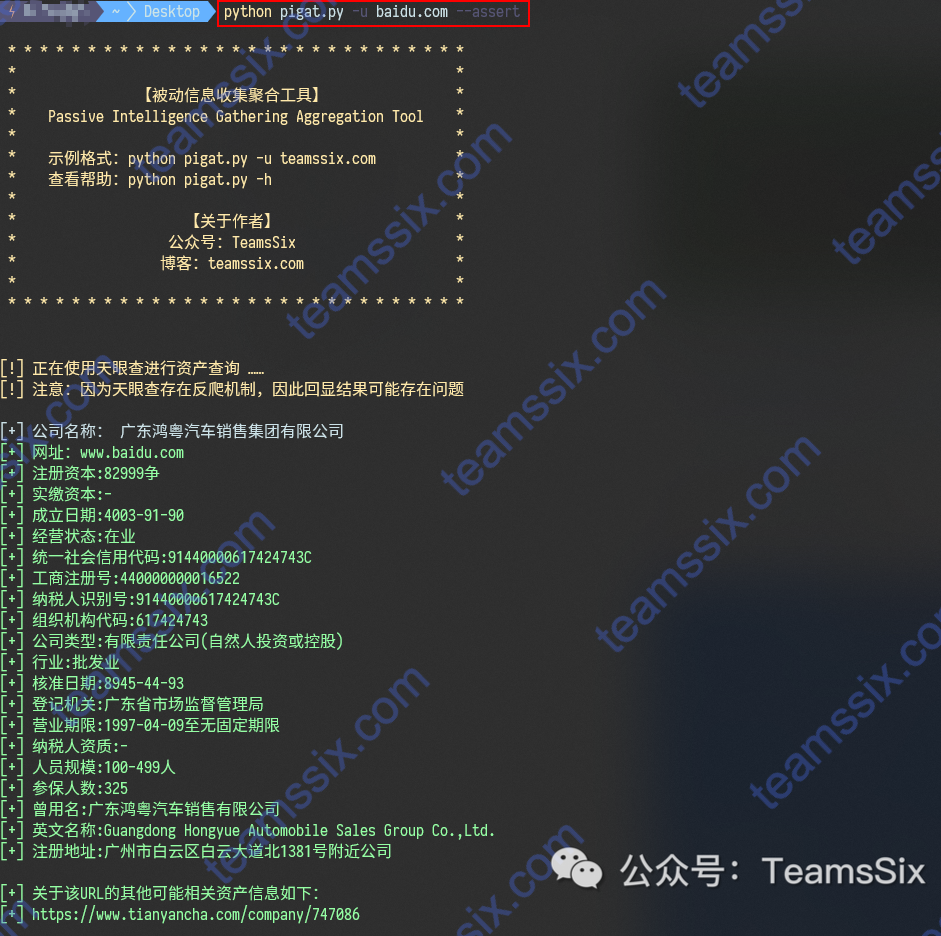 ~ Desktop python pigat.py -u baidu.com --assert
* * * * * * * * * * * * * * * * * * * * * * * * * * * * *
* *
* 【被动信息收集聚合工具】 *
* Passive Intelligence Gathering Aggregation Tool *
* *
* 示例格式：python pigat.py -u teamssix.com *
* 查看帮助：python pigat.py -h *
* *
* 【关于作者】 *
* 公众号：TeamsSix *
* 博客：teamssix.com *
* *
* * * * * * * * * * * * * * * * * * * * * * * * * * * * *
[!] 正在使用天眼查进行资产查询 ……
[!] 注意：因为天眼查存在反爬机制，因此回显结果可能存在问题
[+] 公司名称： 广东鸿粤汽车销售集团有限公司
[+] 网址：www.baidu.com
[+] 注册资本:82999争
[+] 实缴资本:-
[+] 成立日期:4003-91-90
[+] 经营状态:在业
[+] 统一社会信用代码:91440000617424743C
[+] 工商注册号:440000000016522
[+] 纳税人识别号:91440000617424743C
[+] 组织机构代码:617424743
[+] 公司类型:有限责任公司(自然人投资或控股)
[+] 行业:批发业
[+] 核准日期:8945-44-93
[+] 登记机关:广东省市场监督管理局
[+] 营业期限:1997-04-09至无固定期限
[+] 纳税人资质:-
[+] 人员规模:100-499人
[+] 参保人数:325
[+] 曾用名:广东鸿粤汽车销售有限公司
[+] 英文名称:Guangdong Hongyue Automobile Sales Group Co.,Ltd.
[+] 注册地址:广州市白云区白云大道北1381号附近公司
[+] 关于该URL的其他可能相关资产信息如下：
[+] https://www.tianyancha.com/company/747086
公众号：TeamsSix
teamssix.com
teamssix.com
teamssix.com
teamssix.com
teamssix.com
teamssix.com
teamssix.com